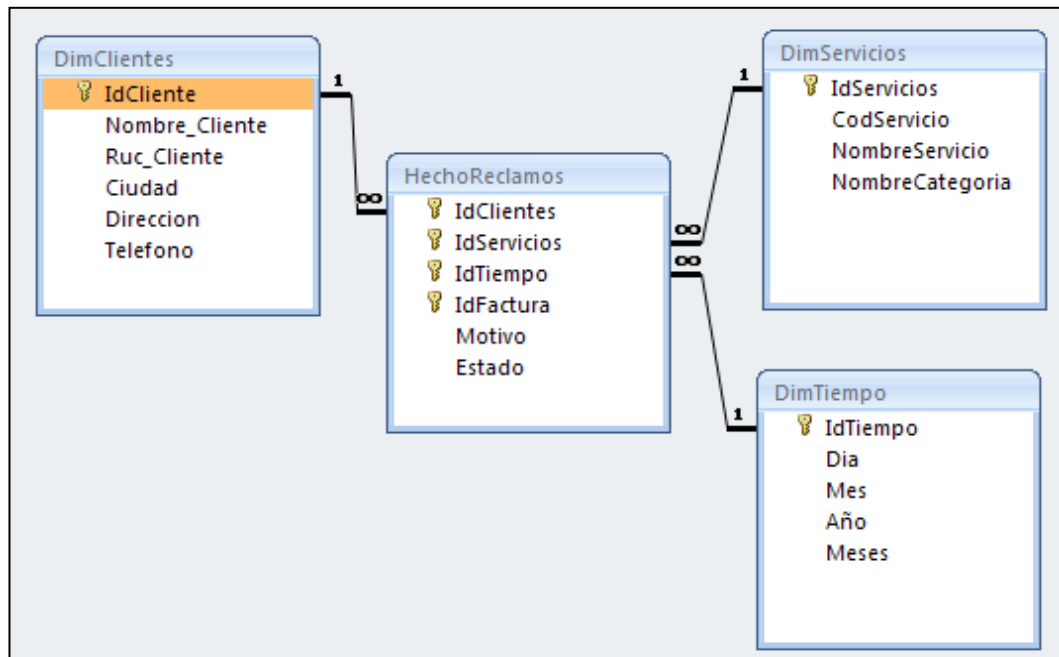 DimClientes
IdCliente
Nombre_Cliente
Ruc_Cliente
Ciudad
Direccion
Telefono
1
∞
HechoReclamos
IdClientes
IdServicios
IdTiempo
IdFactura
Motivo
Estado
∞
∞
1
DimServicios
IdServicios
CodServicio
NombreServicio
NombreCategoria
1
DimTiempo
IdTiempo
Dia
Mes
Año
Meses